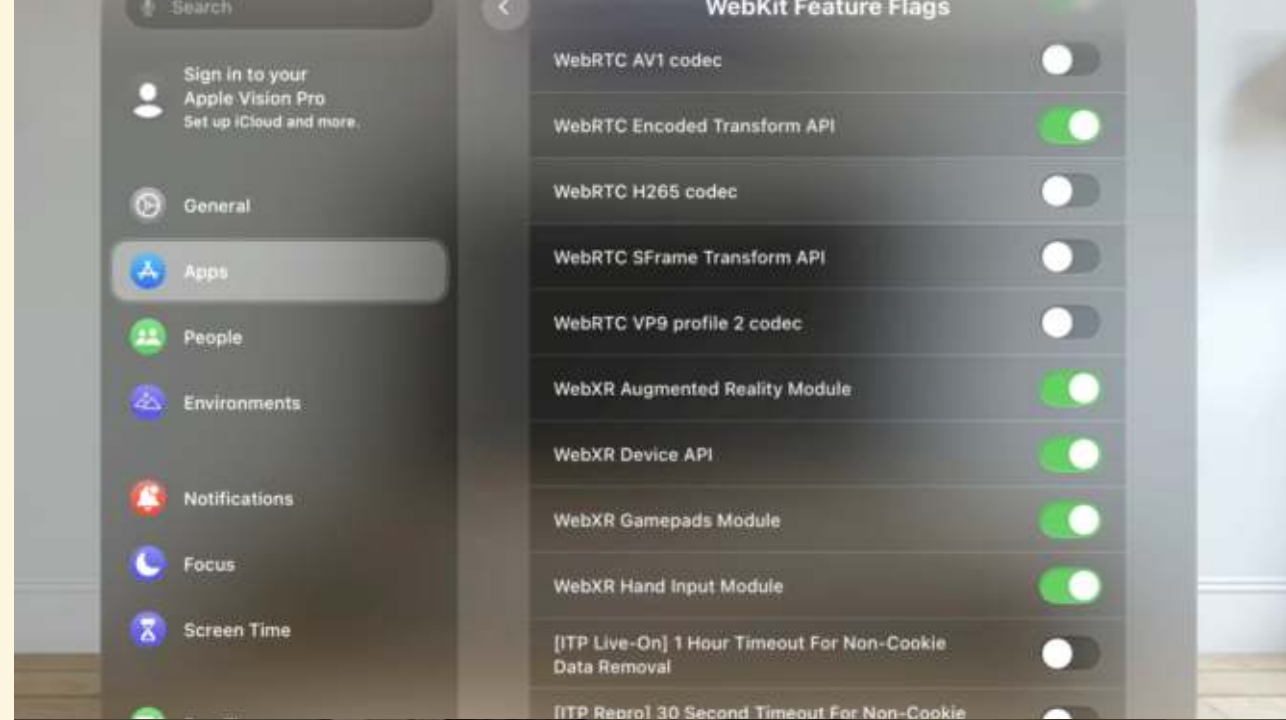 Search
Sign in to your
Apple Vision Pro
Set up iCloud and more.
General
Apps
People
Environments
Notifications
Focus
Screen Time
WebKit Feature Flags
WebRTC AV1 codec
WebRTC Encoded Transform API
WebRTC H265 codec
WebRTC SFrame Transform API
WebRTC VP9 profile 2 codec
WebXR Augmented Reality Module
WebXR Device API
WebXR Gamepads Module
WebXR Hand Input Module
[ITP Live-On] 1 Hour Timeout For Non-Cookie
Data Removal
[ITP Repro] 30 Second Timeout For Non-Cookie